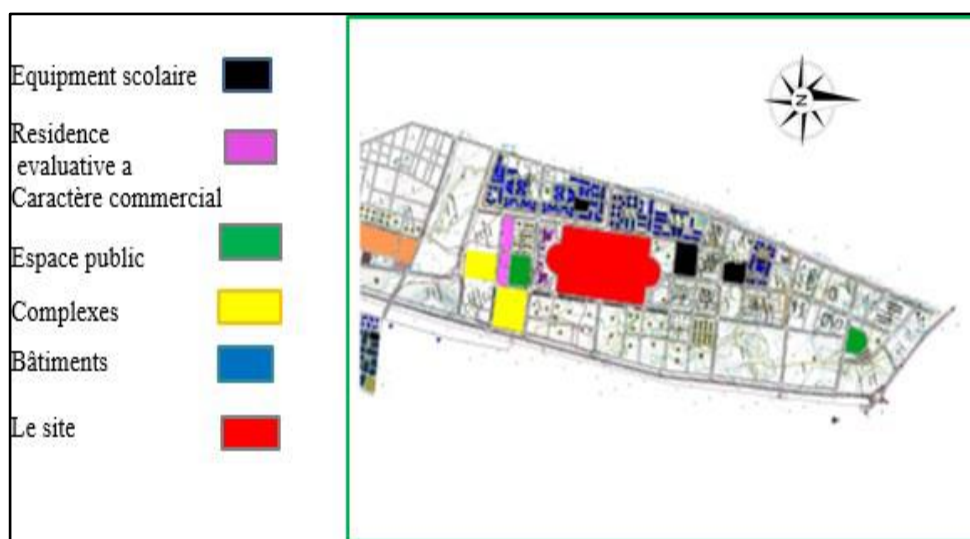 Equipment scolaire
Residence
evaluative a
Caractère commercial
Espace public
Complexes
Bâtiments
Le site
N